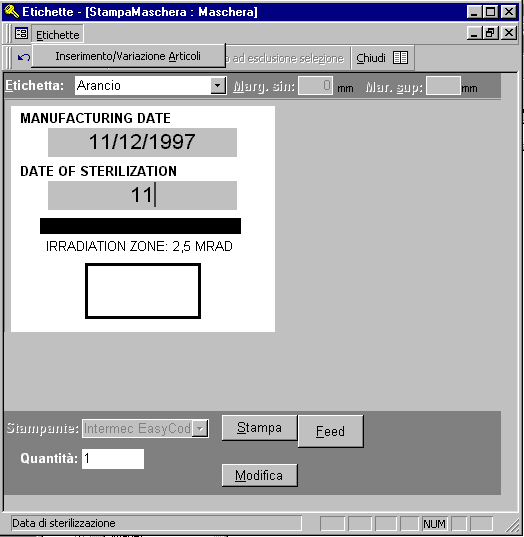 Etichette - [StampaMaschera : Maschera]
Etichette
Inserimento/Variazione Articoli
ad esclusione selegione
Chiudi
Etichetta: Arancio Marg. sin: 0 mm Mar. sup: mm
MANUFACTURING DATE
11/12/1997
DATE OF STERILIZATION
11
IRRADIATION ZONE: 2,5 MRAD
Stampante: Intermec EasyCod Stampa Feed
Quantità: 1
Modifica
Data di sterilizzazione NUM